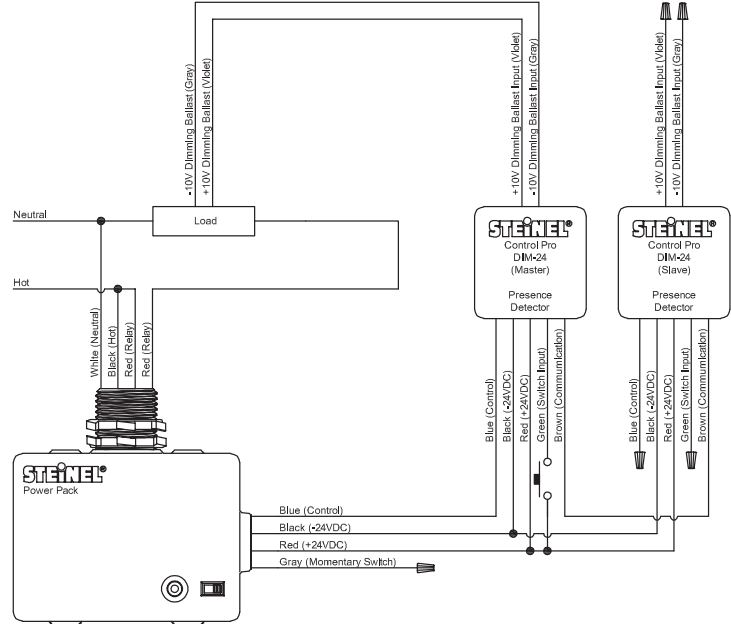 -10V Dimming Ballast (Gray)
+10V Dimming Ballast (Violet)
+10V Dimming Ballast Input (Violet)
-10V Dimming Ballast Input (Gray)
+10V Dimming Ballast Input (Violet)
-10V Dimming Ballast Input (Gray)
Neutral
Load
Hot
STEINEL®
Control Pro
DIM-24
(Master)
Presence
Detector
STEINEL®
Control Pro
DIM-24
(Slave)
Presence
Detector
White (Neutral)
Black (Hot)
Red (Relay)
Red (Relay)
Blue (Control)
Black (-24VDC)
Red (+24VDC)
Green (Switch Input)
Brown (Communication)
Blue (Control)
Black (-24VDC)
Red (+24VDC)
Green (Switch Input)
Brown (Communication)
STEINEL®
Power Pack
Blue (Control)
Black (-24VDC)
Red (+24VDC)
Gray (Momentary Switch)